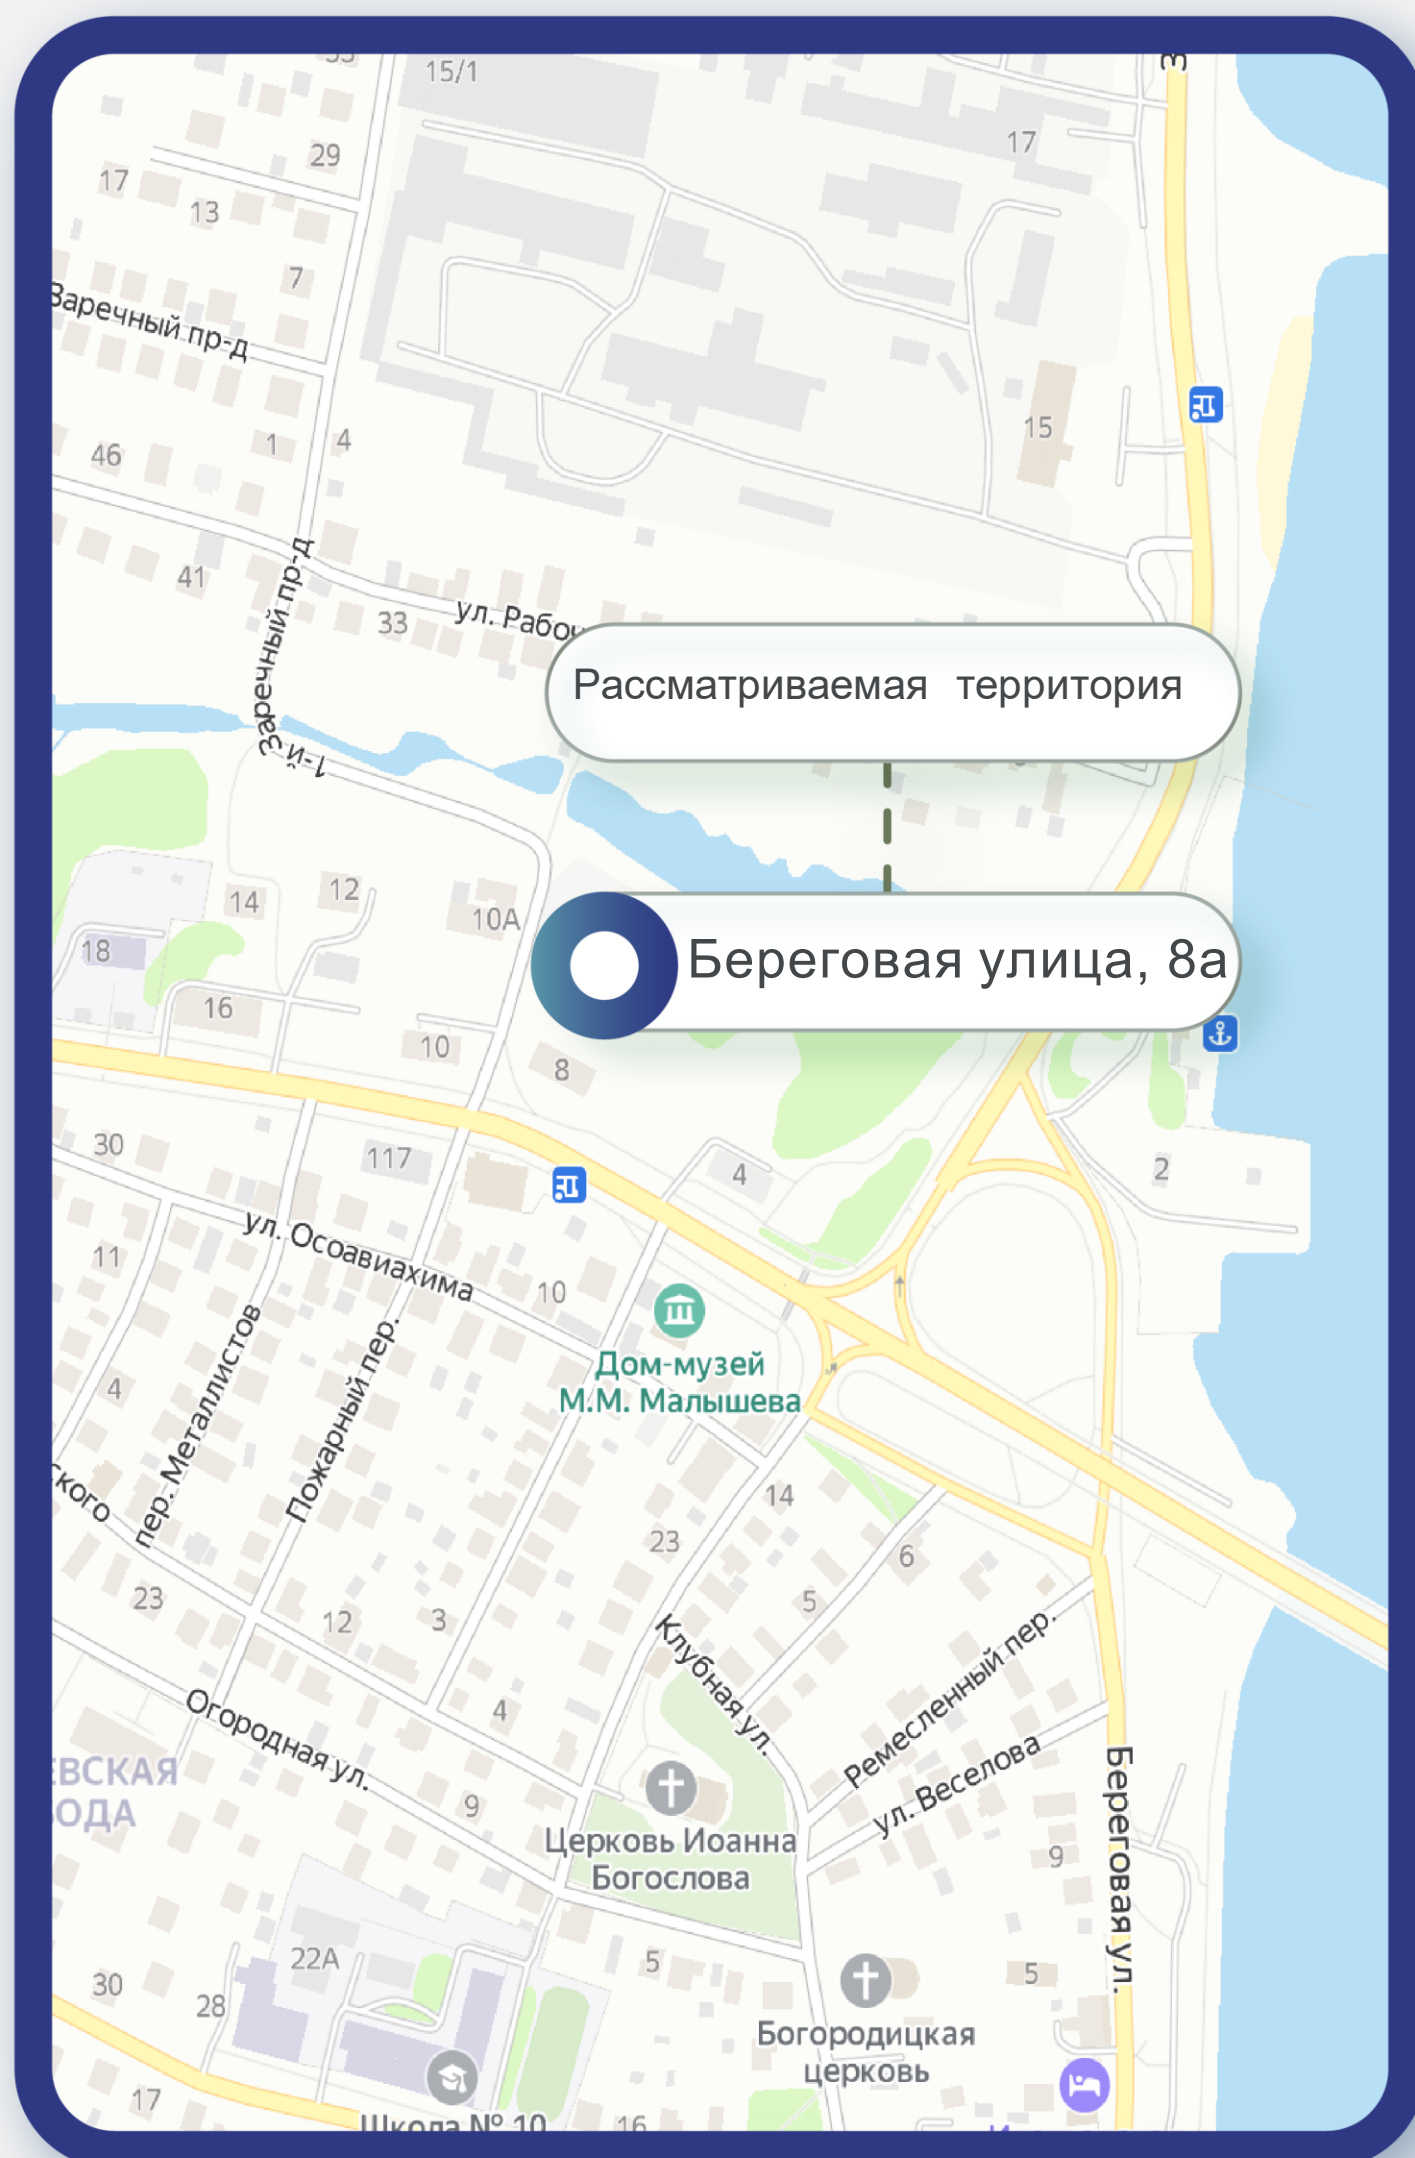 15/1
17
29
17
13
7
Заречный пр-д
15
46
1
4
41
33
ул. Рабоч
Заречный пр-д
1-й
Рассматриваемая территория
12
14
10А
18
Береговая улица, 8а
16
10
8
30
117
4
2
ул. Осоавиахима
11
10
Дом-музей
М.М. Малышева
4
пер. Металлистов
Пожарный пер.
ского
14
23
6
23
12
3
5
Клубная ул.
Ремесленный пер.
ул. Веселова
Огородная ул.
4
ЕВСКАЯ
ОДА
9
Церковь Иоанна
Богослова
9
Береговая ул.
22А
5
5
30
28
Богородицкая
церковь
17
Школа № 10
16